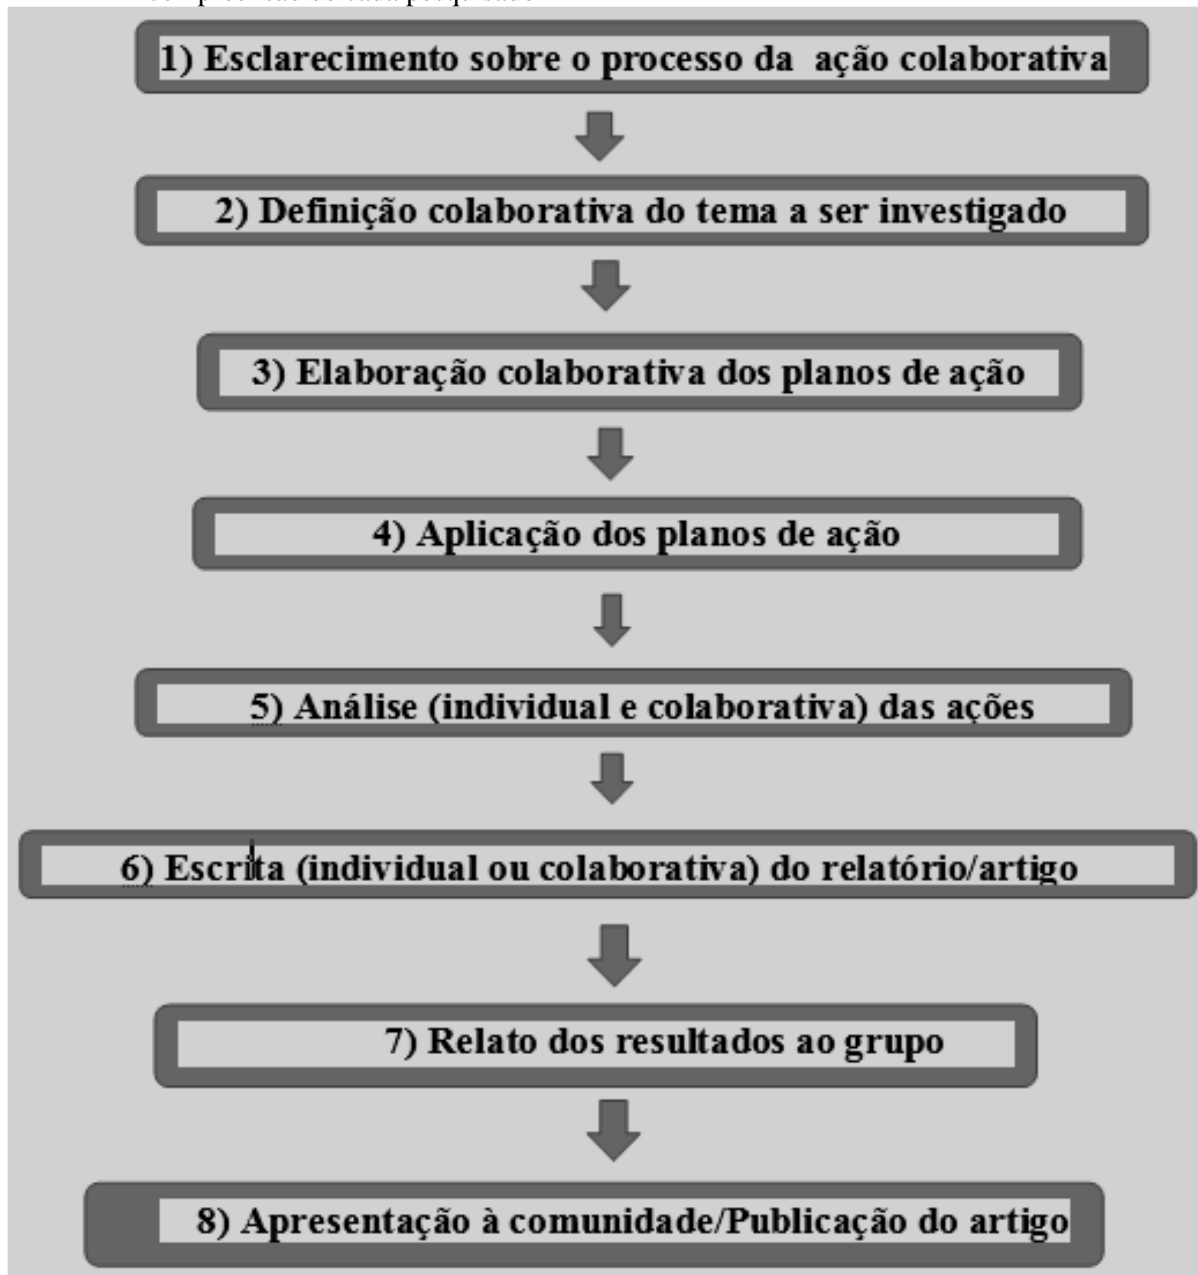 1) Esclarecimento sobre o processo da ação colaborativa
2) Definição colaborativa do tema a ser investigado
3) Elaboração colaborativa dos planos de ação
4) Aplicação dos planos de ação
5) Análise (individual e colaborativa) das ações
6) Escrita (individual ou colaborativa) do relatório/artigo
7) Relato dos resultados ao grupo
8) Apresentação à comunidade/Publicação do artigo